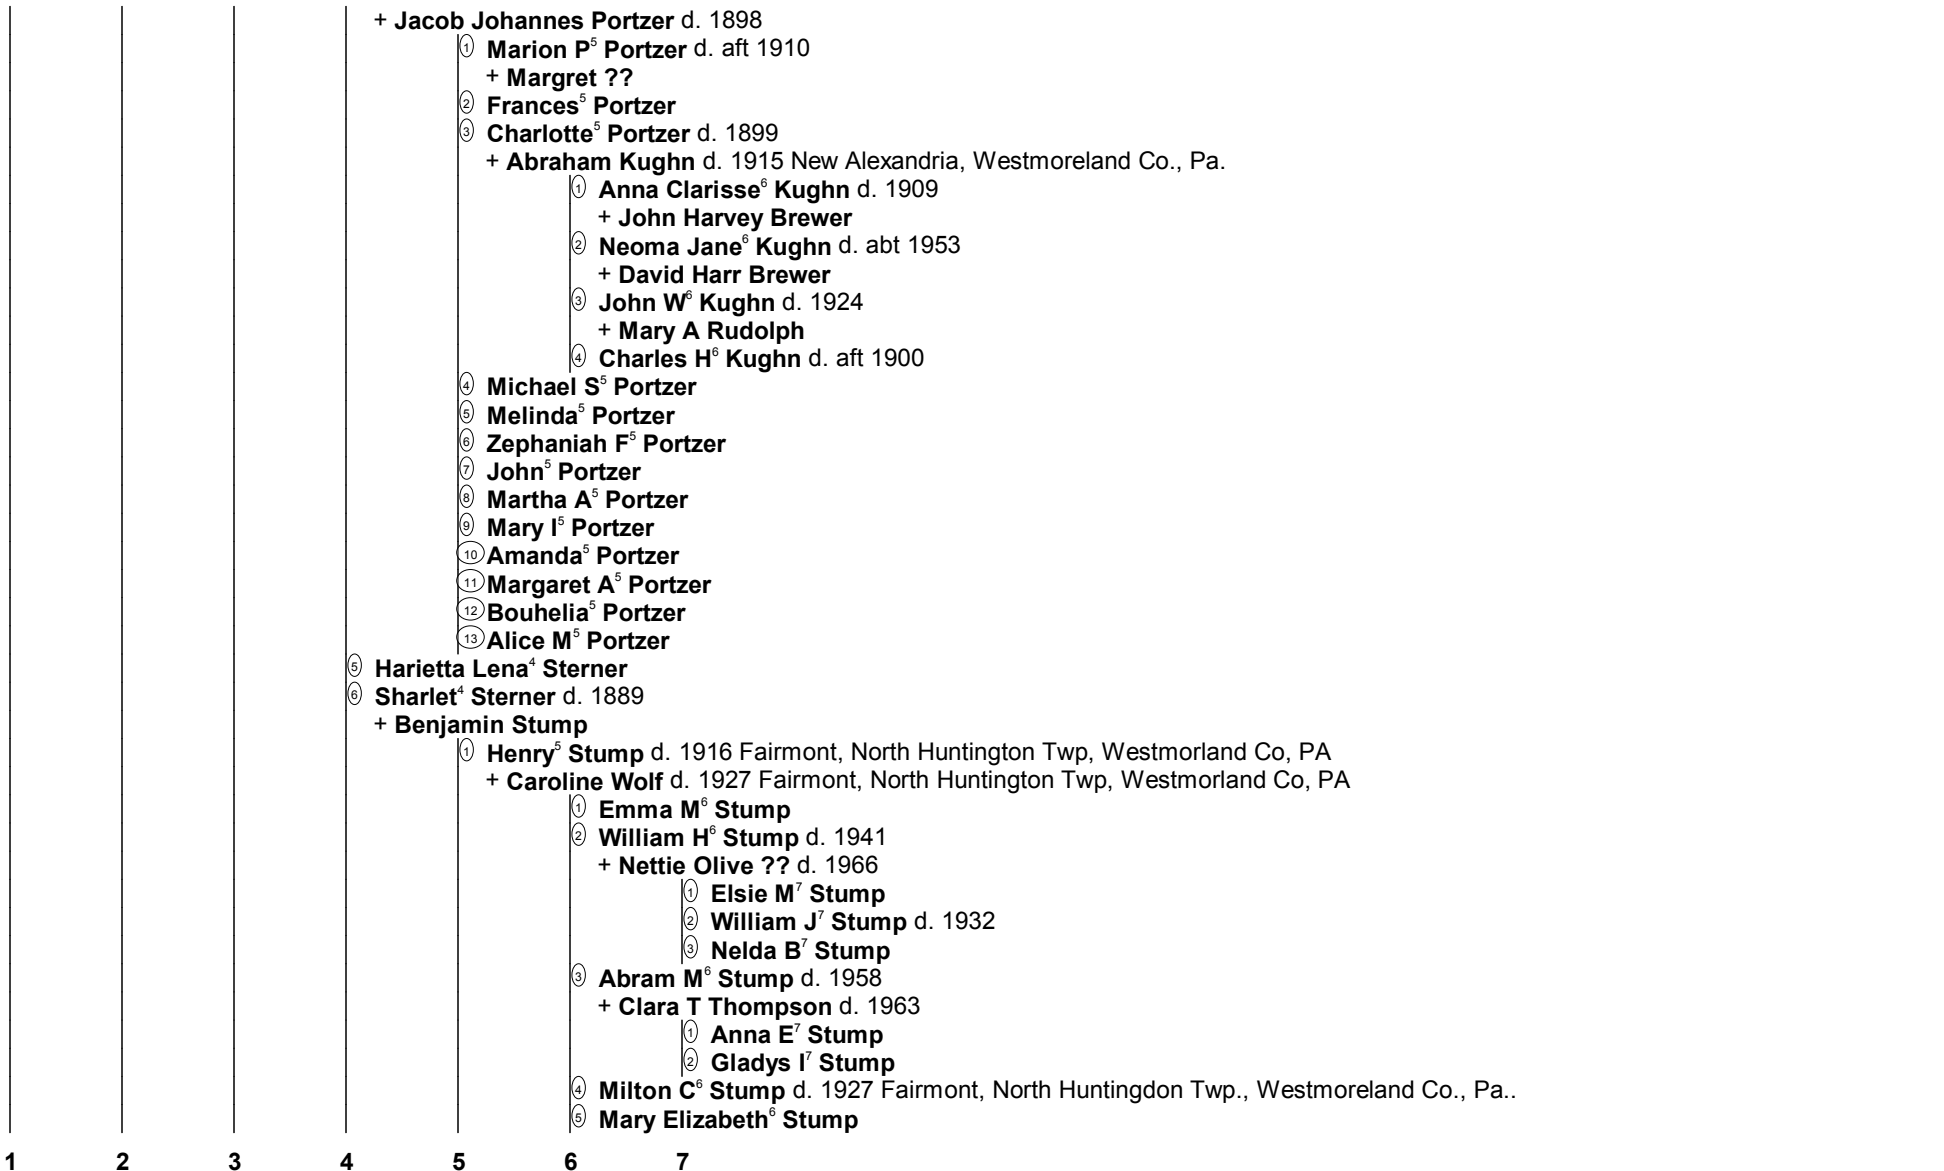 + Jacob Johannes Portzer d. 1898
1 Marion P5 Portzer d. aft 1910
+ Margret ??
2 Frances5 Portzer
3 Charlotte5 Portzer d. 1899
+ Abraham Kughn d. 1915 New Alexandria, Westmoreland Co., Pa.
1 Anna Clarisse6 Kughn d. 1909
+ John Harvey Brewer
2 Neoma Jane6 Kughn d. abt 1953
+ David Harr Brewer
3 John W6 Kughn d. 1924
+ Mary A Rudolph
4 Charles H6 Kughn d. aft 1900
4 Michael S5 Portzer
5 Melinda5 Portzer
6 Zephaniah F5 Portzer
7 John5 Portzer
8 Martha A5 Portzer
9 Mary I5 Portzer
10 Amanda5 Portzer
11 Margaret A5 Portzer
12 Bouhelia5 Portzer
13 Alice M5 Portzer
5 Harietta Lena4 Sterner
6 Sharlet4 Sterner d. 1889
+ Benjamin Stump
1 Henry5 Stump d. 1916 Fairmont, North Huntington Twp, Westmorland Co, PA
+ Caroline Wolf d. 1927 Fairmont, North Huntington Twp, Westmorland Co, PA
1 Emma M6 Stump
2 William H6 Stump d. 1941
+ Nettie Olive ?? d. 1966
1 Elsie M7 Stump
2 William J7 Stump d. 1932
3 Nelda B7 Stump
3 Abram M6 Stump d. 1958
+ Clara T Thompson d. 1963
1 Anna E7 Stump
2 Gladys I7 Stump
4 Milton C6 Stump d. 1927 Fairmont, North Huntingdon Twp., Westmoreland Co., Pa..
5 Mary Elizabeth6 Stump
1 2 3 4 5 6 7